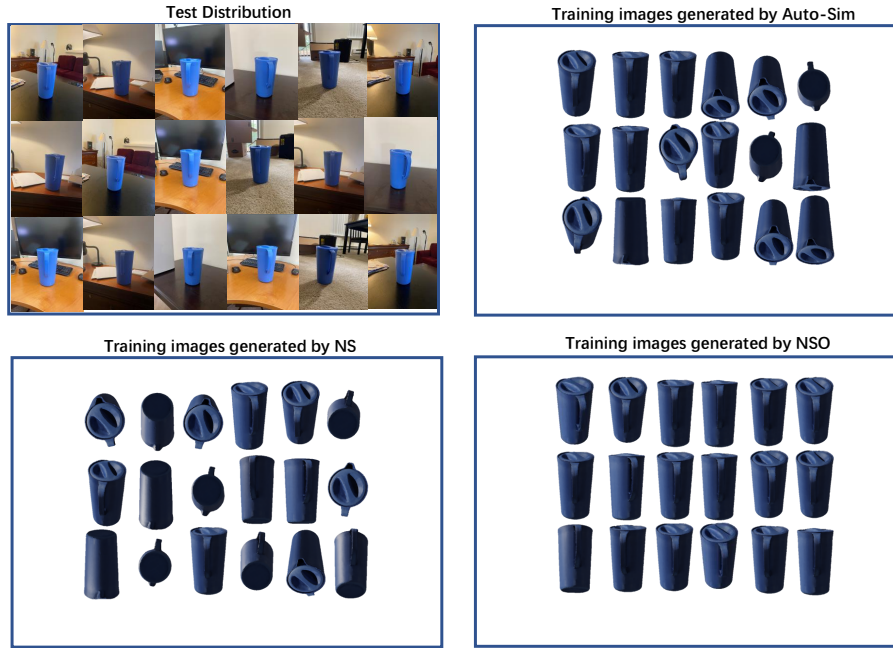 Test Distribution
Training images generated by Auto-Sim
Training images generated by NS
Training images generated by NSO